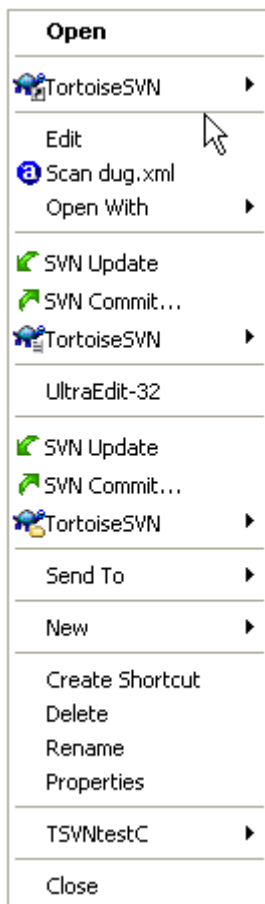 Open
TortoiseSVN
Edit
Scan dug.xml
Open With
SVN Update
SVN Commit...
TortoiseSVN
UltraEdit-32
SVN Update
SVN Commit...
TortoiseSVN
Send To
New
Create Shortcut
Delete
Rename
Properties
TSVNtestC
Close